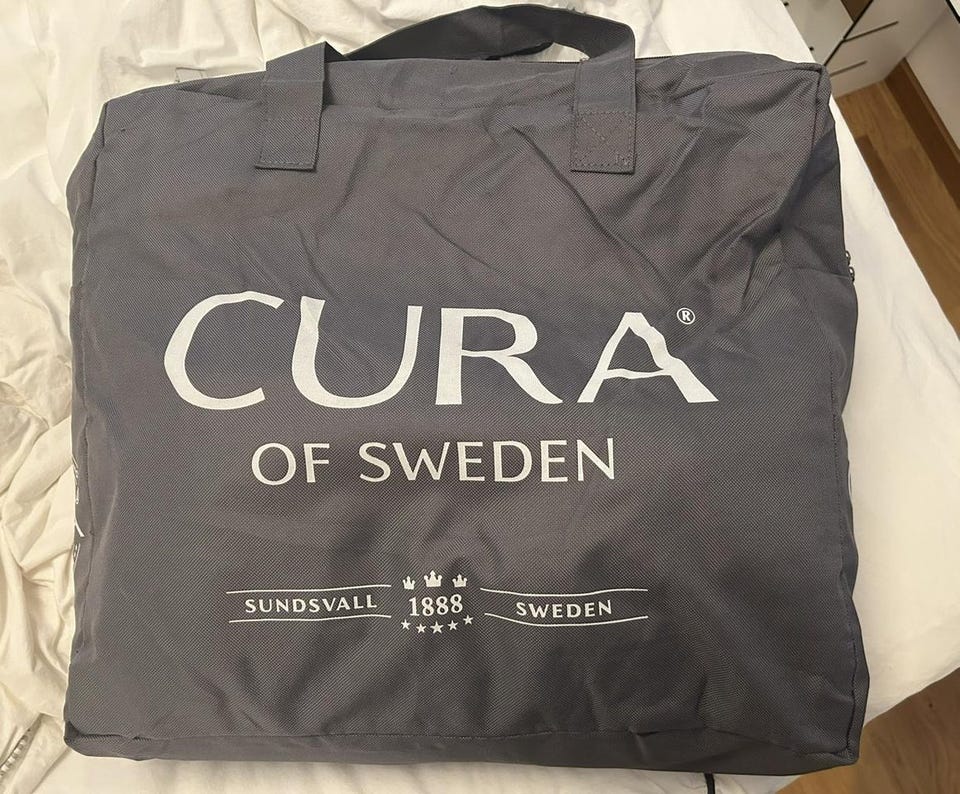 CURA®
OF SWEDEN
SUNDSVALL 1888 SWEDEN